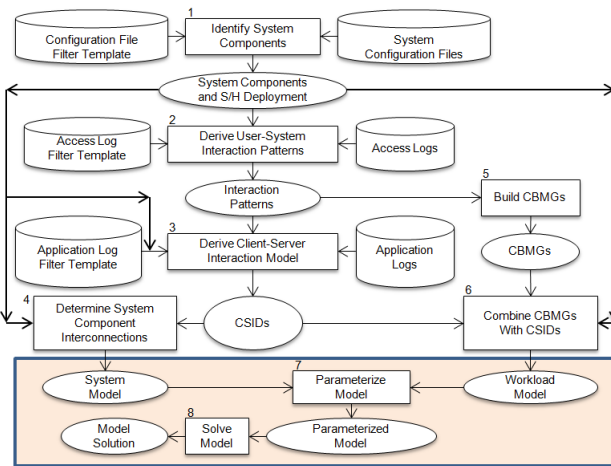 1
Configuration File
Filter Template
Identify System
Components
System
Configuration Files
System Components
and S/H Deployment
2
Access Log
Filter Template
Derive User-System
Interaction Patterns
Access Logs
5
Interaction
Patterns
Build CBMGs
3
Application Log
Filter Template
Derive Client-Server
Interaction Model
Application
Logs
CBMGs
4
Determine System
Component
Interconnections
CSIDs
6
Combine CBMGs
With CSIDs
7
System
Model
Parameterize
Model
Workload
Model
8
Model
Solution
Solve
Model
Parameterized
Model